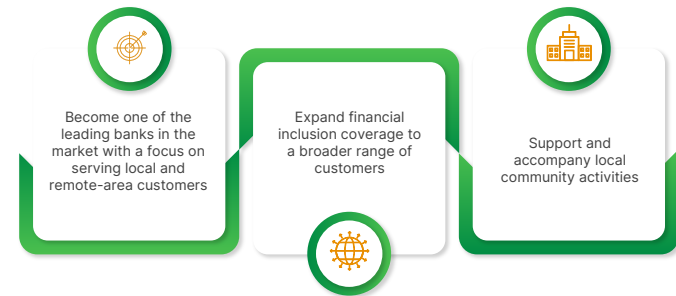 Become one of the
leading banks in the
market with a focus on
serving local and
remote-area customers
Expand financial
inclusion coverage to
a broader range of
customers
Support and
accompany local
community activities